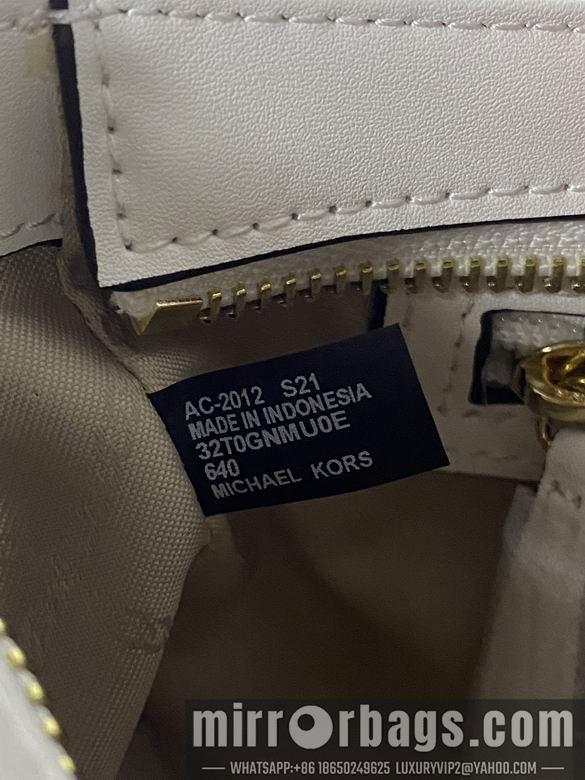 AC-2012 S21
MADE IN INDONESIA
32T0GNMU0E
640
MICHAEL KORS
mirrorbags.com
WHATSAPP:+86 18650249625 LUXURYVIP2@YAHOO.COM